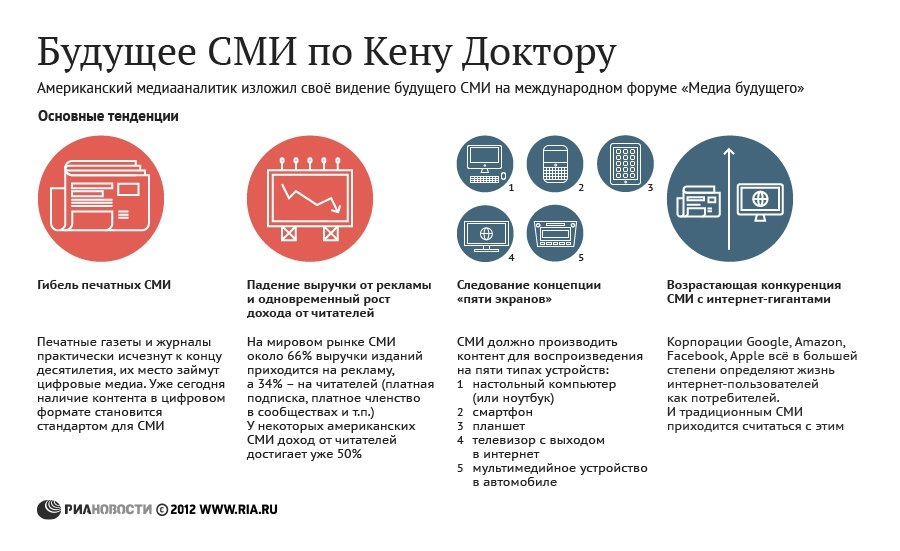 Будущее СМИ по Кену Доктору
Американский медиааналитик изложил своё видение будущего СМИ на международном форуме «Медиа будущего»
Основные тенденции
Гибель печатных СМИ
Печатные газеты и журналы
практически исчезнут к концу
десятилетия, их место займут
цифровые медиа. Уже сегодня
наличие контента в цифровом
формате становится
стандартом для СМИ
Падение выручки от рекламы
и одновременный рост
дохода от читателей
На мировом рынке СМИ
около 66% выручки изданий
приходится на рекламу,
а 34% – на читателей (платная
подписка, платное членство
в сообществах и т.п.)
У некоторых американских
СМИ доход от читателей
достигает уже 50%
1
2
3
4
5
Следование концепции
«пяти экранов»
СМИ должно производить
контент для воспроизведения
на пяти типах устройств:
1 настольный компьютер
(или ноутбук)
2 смартфон
3 планшет
4 телевизор с выходом
в интернет
5 мультимедийное устройство
в автомобиле
Возрастающая конкуренция
СМИ с интернет-гигантами
Корпорации Google, Amazon,
Facebook, Apple всё в большей
степени определяют жизнь
интернет-пользователей
как потребителей.
И традиционным СМИ
приходится считаться с этим
РИАНОВОСТИ © 2012 WWW.RIA.RU